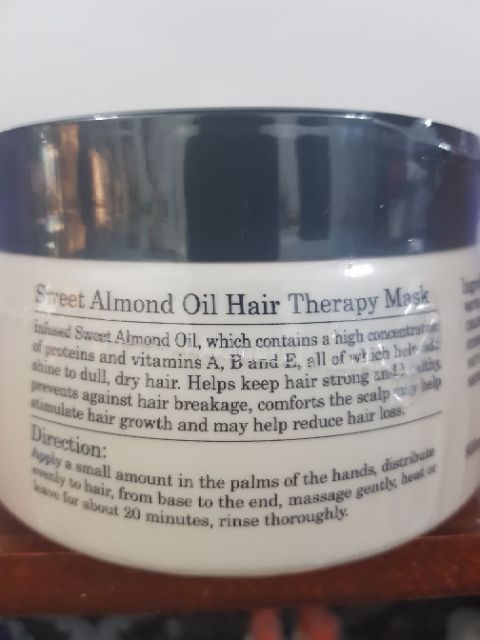 Sweet Almond Oil Hair Therapy Mask
infused Sweet Almond Oil, which contains a high concentration
of proteins and vitamins A, B and E, all of which help add
shine to dull, dry hair. Helps keep hair strong and healthy,
prevents against hair breakage, comforts the scalp may help
stimulate hair growth and may help reduce hair loss.
Direction:
Apply a small amount in the palms of the hands, distribute
evenly to hair, from base to the end, massage gently, heat or
leave for about 20 minutes, rinse thoroughly.